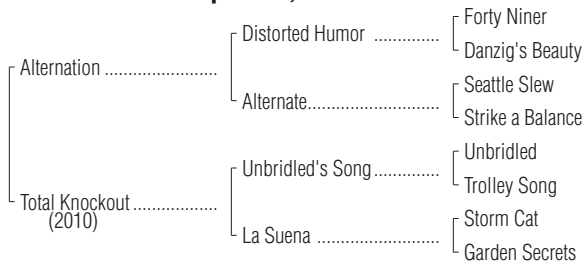 Forty Niner
Distorted Humor ..............
Danzig's Beauty
Alternation ........................
Seattle Slew
Alternate............................
Strike a Balance
Unbridled
Unbridled's Song..............
Trolley Song
Total Knockout ..................
(2010)
Storm Cat
La Suena ..........................
Garden Secrets